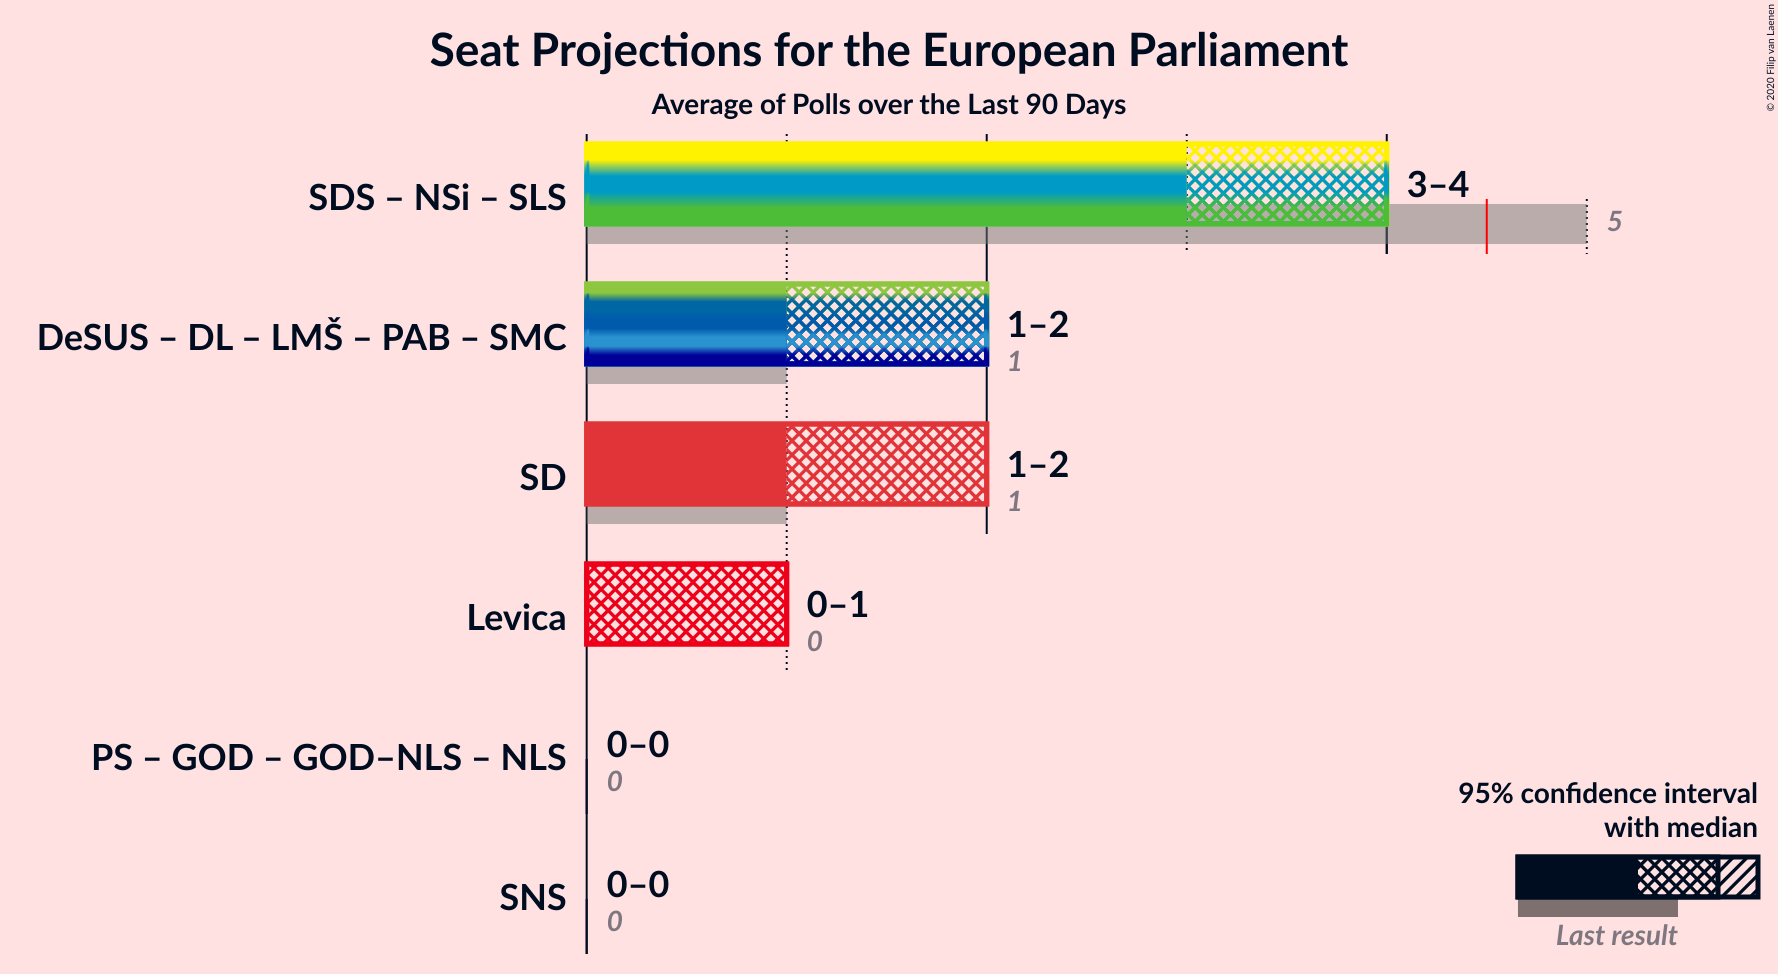 Seat Projections for the European Parliament
Average of Polls over the Last 90 Days
© 2020 Filip van Laenen
SDS – NSi – SLS
3–4
5
DeSUS – DL – LMŠ – PAB – SMC
1–2
1
SD
1–2
1
Levica
0–1
0
PS – GOD – GOD–NLS – NLS
0–0
0
SNS
0–0
0
95% confidence interval
with median
Last result